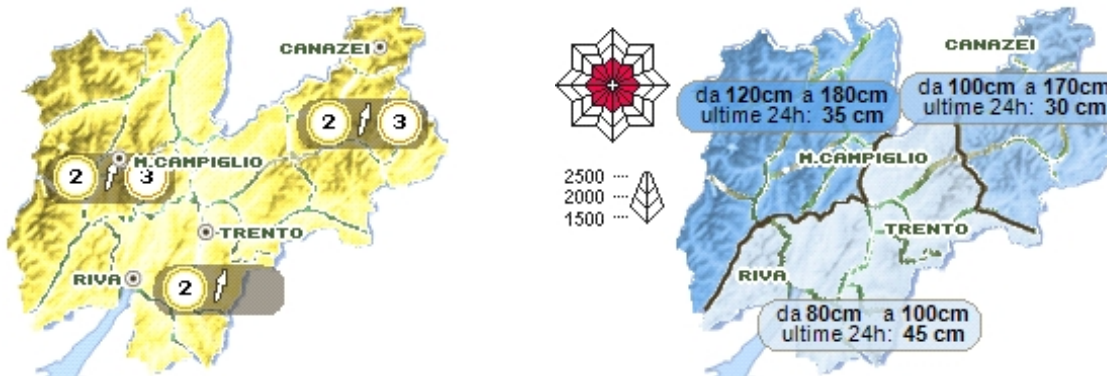 CANAZEI
2 3
M.CAMPIGLIO
2 3
TRENTO
RIVA
2
2500
2000
1500
CANAZEI
da 120cm a 180cm
ultime 24h: 35 cm
da 100cm a 170cm
ultime 24h: 30 cm
M.CAMPIGLIO
TRENTO
RIVA
da 80cm a 100cm
ultime 24h: 45 cm